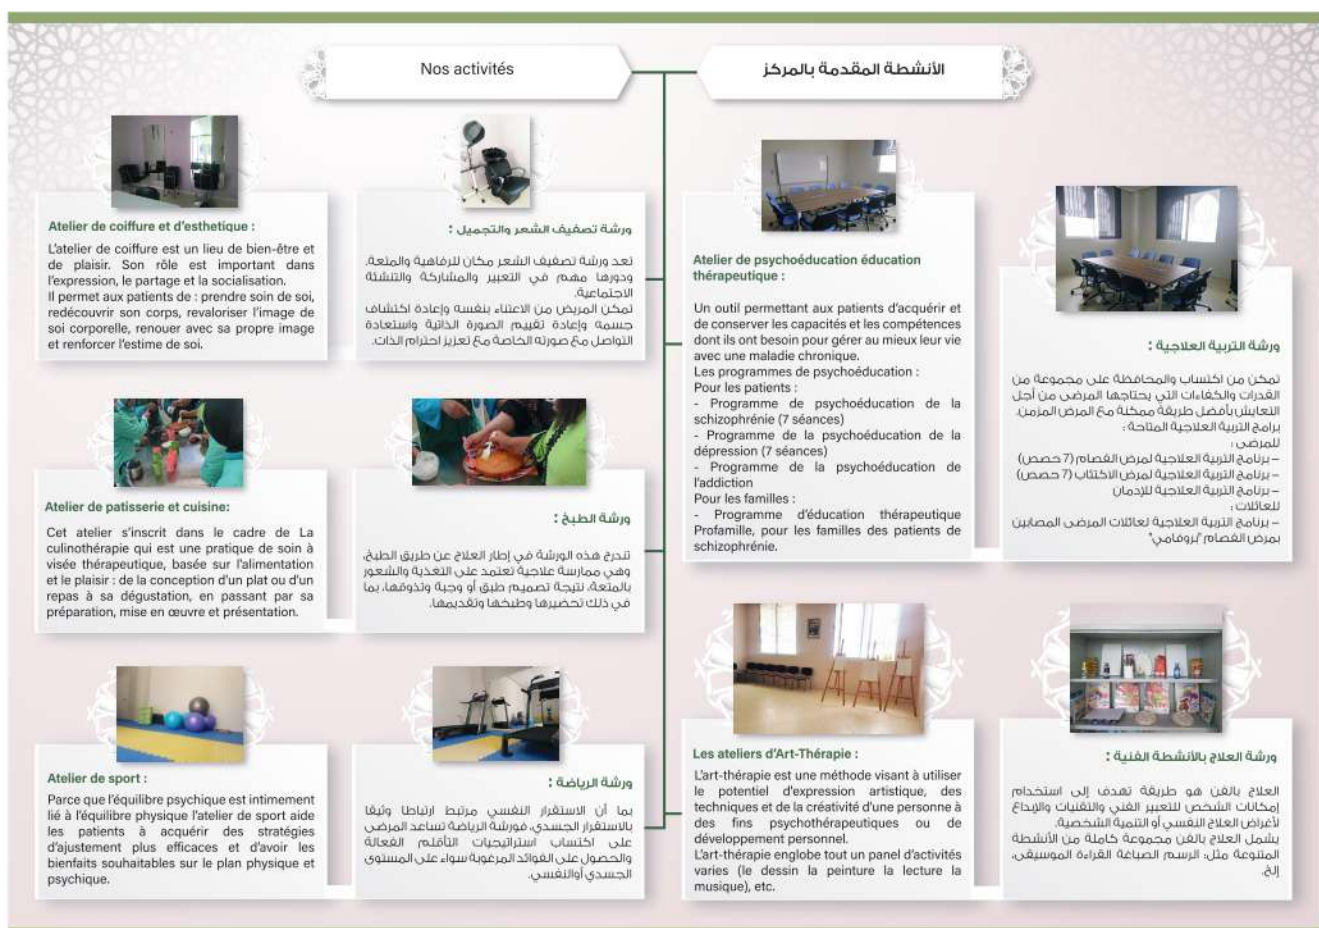 Nos activités
الأنشطة المقدمة بالمركز
Atelier de coiffure et d'esthetique :
L'atelier de coiffure est un lieu de bien-être et
de plaisir. Son rôle est important dans
l'expression, le partage et la socialisation.
Il permet aux patients de : prendre soin de soi,
redécouvrir son corps, revaloriser l'image de
soi corporelle, renouer avec sa propre image
et renforcer l'estime de soi.
ورشة تصفيف الشعر والتجميل :
تعد ورشة تصفيف الشعر مكان للرفاهية والمتعة.
ودورها مهم في التعبير والمشاركة والتنشئة
الاجتماعية.
تمكن المريض من الاعتناء بنفسه وإعادة اكتشاف
جسمه وإعادة تقييم الصورة الذاتية واستعادة
التواصل مع صورته الخاصة مع تعزيز احترام الذات.
Atelier de patisserie et cuisine:
Cet atelier s'inscrit dans le cadre de La
culinothérapie qui est une pratique de soin à
visée thérapeutique, basée sur l'alimentation
et le plaisir : de la conception d'un plat ou d'un
repas à sa dégustation, en passant par sa
préparation, mise en œuvre et présentation.
ورشة الطبخ :
تندرج هذه الورشة في إطار العلاج عن طريق الطبخ،
وهي ممارسة علاجية تعتمد على التغذية والشعور
بالمتعة، نتيجة تصميم طبق أو وجبة وتذوقها، بما
في ذلك تحضيرها وطبخها وتقديمها.
Atelier de sport :
Parce que l'équilibre psychique est intimement
lié à l'équilibre physique l'atelier de sport aide
les patients à acquérir des stratégies
d'ajustement plus efficaces et d'avoir les
bienfaits souhaitables sur le plan physique et
psychique.
ورشة الرياضة :
بما أن الاستقرار النفسي مرتبط ارتباطا وثيقا
بالاستقرار الجسدي، فورشة الرياضة تساعد المرضى
على اكتساب استراتيجيات التأقلم الفعالة
والحصول على الفوائد المرغوبة سواء على المستوى
الجسدي أوالنفسي.
Atelier de psychoéducation éducation
thérapeutique :
Un outil permettant aux patients d'acquérir et
de conserver les capacités et les compétences
dont ils ont besoin pour gérer au mieux leur vie
avec une maladie chronique.
Les programmes de psychoéducation :
Pour les patients :
- Programme de psychoéducation de la
schizophrénie (7 séances)
- Programme de la psychoéducation de la
dépression (7 séances)
- Programme de la psychoéducation de
l'addiction
Pour les familles :
- Programme d'éducation thérapeutique
Profamille, pour les familles des patients de
schizophrénie.
ورشة التربية العلاجية :
تمكن من اكتساب والمحافظة على مجموعة من
القدرات والكفاءات التي يحتاجها المرضى من أجل
التعايش بأفضل طريقة ممكنة مع المرض المزمن.
برامج التربية العلاجية المتاحة :
للمرضى :
– برنامج التربية العلاجية لمرض الفصام (7 حصص)
– برنامج التربية العلاجية لمرض الاكتئاب (7 حصص)
– برنامج التربية العلاجية للإدمان
للعائلات :
– برنامج التربية العلاجية لعائلات المرضى المصابين
بمرض الفصام "بروفامي"
Les ateliers d'Art-Thérapie :
L'art-thérapie est une méthode visant à utiliser
le potentiel d'expression artistique, des
techniques et de la créativité d'une personne à
des fins psychothérapeutiques ou de
développement personnel.
L'art-thérapie englobe tout un panel d'activités
varies (le dessin la peinture la lecture la
musique), etc.
ورشة العلاج بالأنشطة الفنية :
العلاج بالفن هو طريقة تهدف إلى استخدام
إمكانات الشخص للتعبير الفني والتقنيات والإبداع
لأغراض العلاج النفسي أو التنمية الشخصية.
يشمل العلاج بالفن مجموعة كاملة من الأنشطة
المتنوعة مثل: الرسم الصباغة القراءة الموسيقى،
إلخ.